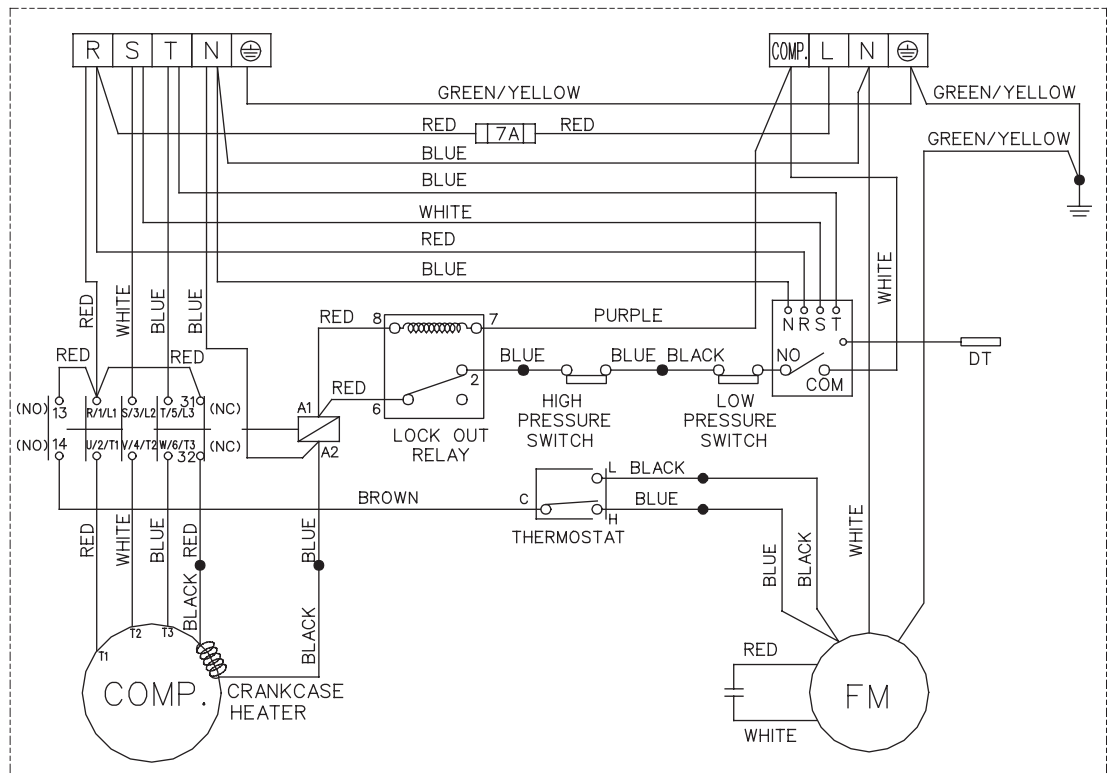 R S T N
COMP. L N
GREEN/YELLOW
GREEN/YELLOW
RED 7A RED
GREEN/YELLOW
BLUE
BLUE
WHITE
RED
BLUE
WHITE
RED
WHITE
BLUE
BLUE
N R S T
RED 8 7 PURPLE
RED RED
BLUE BLUE BLACK NO
DT
2
COM
RED
(NO) 13 R/1/L1 S/3/L2 T/5/L3 31 (NC)
A1
6
HIGH
PRESSURE
SWITCH
LOW
PRESSURE
SWITCH
LOCK OUT
RELAY
(NO) 14 U/2/T1 V/4/T2 W/6/T3 32 (NC)
A2
L BLACK
BROWN C BLUE
H
THERMOSTAT
RED
WHITE
BLUE
RED
BLUE
WHITE
BLUE
BLACK
BLACK
BLACK
T1 T2 T3
COMP.
CRANKCASE
HEATER
RED
FM
WHITE